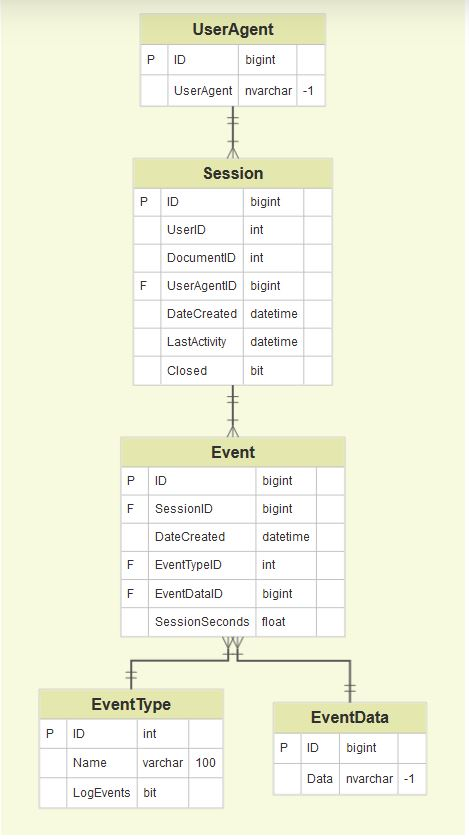 UserAgent
P ID bigint
UserAgent nvarchar -1
Session
P ID bigint
UserID int
DocumentID int
F UserAgentID bigint
DateCreated datetime
LastActivity datetime
Closed bit
Event
P ID bigint
F SessionID bigint
DateCreated datetime
F EventTypeID int
F EventDataID bigint
SessionSeconds float
EventType
P ID int
Name varchar 100
LogEvents bit
EventData
P ID bigint
Data nvarchar -1